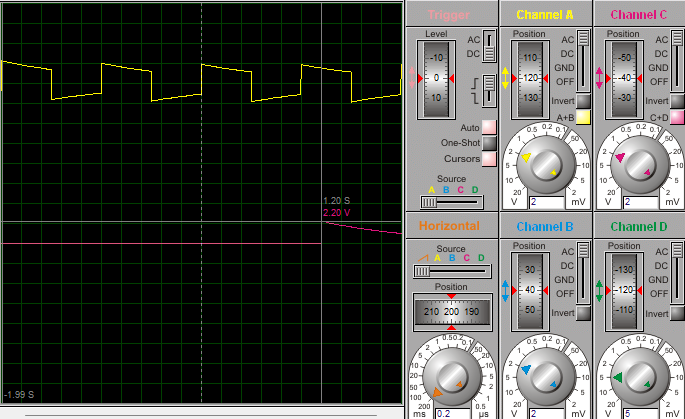 1.20 S
2.20 V
-1.99 S
Trigger
Level
-10
0
10
AC
DC
Auto
One-Shot
Cursors
Source
A B C D
Channel A
Position
110
120
130
AC
DC
GND
OFF
Invert
A+B
0.5 0.2
1 0.1
2 50
5 20
10 10
20 5
2
V 2 mV
Channel C
Position
-50
-40
-30
AC
DC
GND
OFF
Invert
C+D
0.5 0.2
1 0.1
2 50
5 20
10 10
20 5
2
V 2 mV
Horizontal
Source
A B C D
Position
210 200 190
1 0.5 0.2
2 0.1
5 50
10 20
20 10
50 5
100 2
200 1
0.5
ms 0.2 µs
Channel B
Position
30
40
50
AC
DC
GND
OFF
Invert
0.5 0.2
1 0.1
2 50
5 20
10 10
20 5
2
V 2 mV
Channel D
Position
-130
-120
-110
AC
DC
GND
OFF
Invert
0.5 0.2
1 0.1
2 50
5 20
10 10
20 5
2
V 5 mV